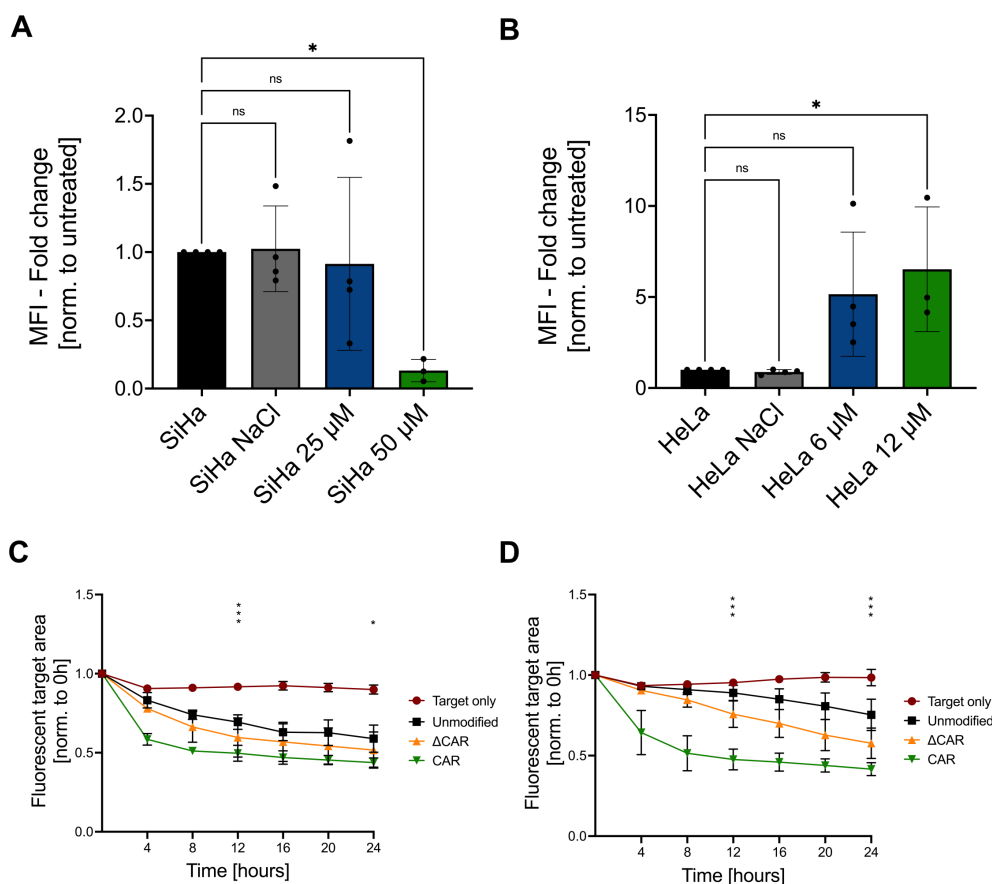 A
*
ns
ns
MFI - Fold change
[norm. to untreated]
2.0
1.5
1.0
0.5
0.0
SiHa
SiHa NaCl
SiHa 25 µM
SiHa 50 µM
B
*
ns
ns
MFI - Fold change
[norm. to untreated]
15
10
5
0
HeLa
HeLa NaCl
HeLa 6 µM
HeLa 12 µM
C
Fluorescent target area
[norm. to 0h]
1.5
1.0
0.5
0.0
***
*
4 8 12 16 20 24
Time [hours]
Target only
Unmodified
ΔCAR
CAR
D
Fluorescent target area
[norm. to 0h]
1.5
1.0
0.5
0.0
***
***
4 8 12 16 20 24
Time [hours]
Target only
Unmodified
ΔCAR
CAR